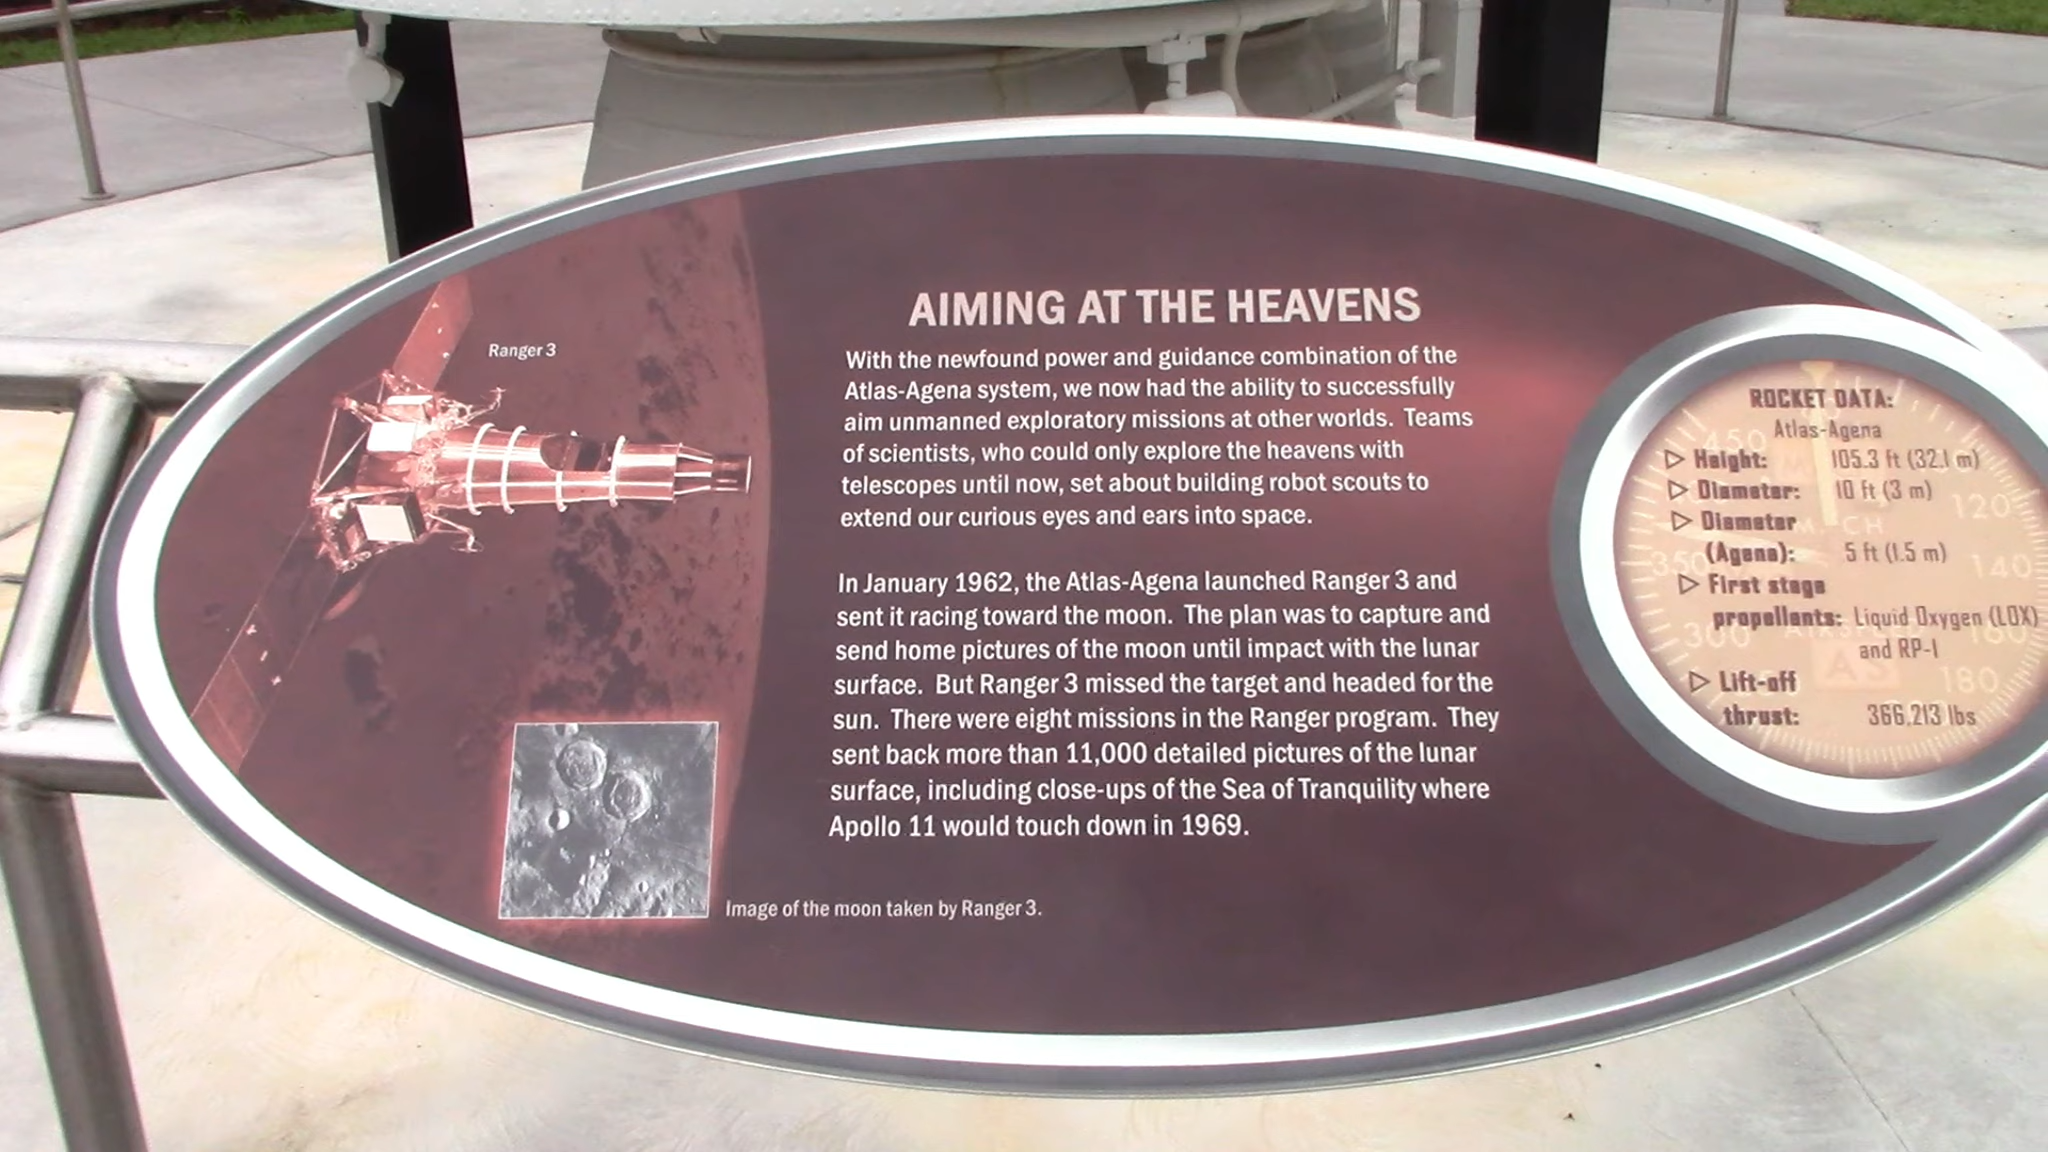 Ranger 3
AIMING AT THE HEAVENS
With the newfound power and guidance combination of the
Atlas-Agena system, we now had the ability to successfully
aim unmanned exploratory missions at other worlds. Teams
of scientists, who could only explore the heavens with
telescopes until now, set about building robot scouts to
extend our curious eyes and ears into space.
In January 1962, the Atlas-Agena launched Ranger 3 and
sent it racing toward the moon. The plan was to capture and
send home pictures of the moon until impact with the lunar
surface. But Ranger 3 missed the target and headed for the
sun. There were eight missions in the Ranger program. They
sent back more than 11,000 detailed pictures of the lunar
surface, including close-ups of the Sea of Tranquility where
Apollo 11 would touch down in 1969.
Image of the moon taken by Ranger 3.
ROCKET DATA:
Atlas-Agena
Height: 105.3 ft (32.1 m)
Diameter: 10 ft (3 m)
Diameter
(Agena): 5 ft (1.5 m)
First stage
propellants: Liquid Oxygen (LOX)
and RP-1
Lift-off
thrust: 366,213 lbs
450
120
350
140
300
160
180